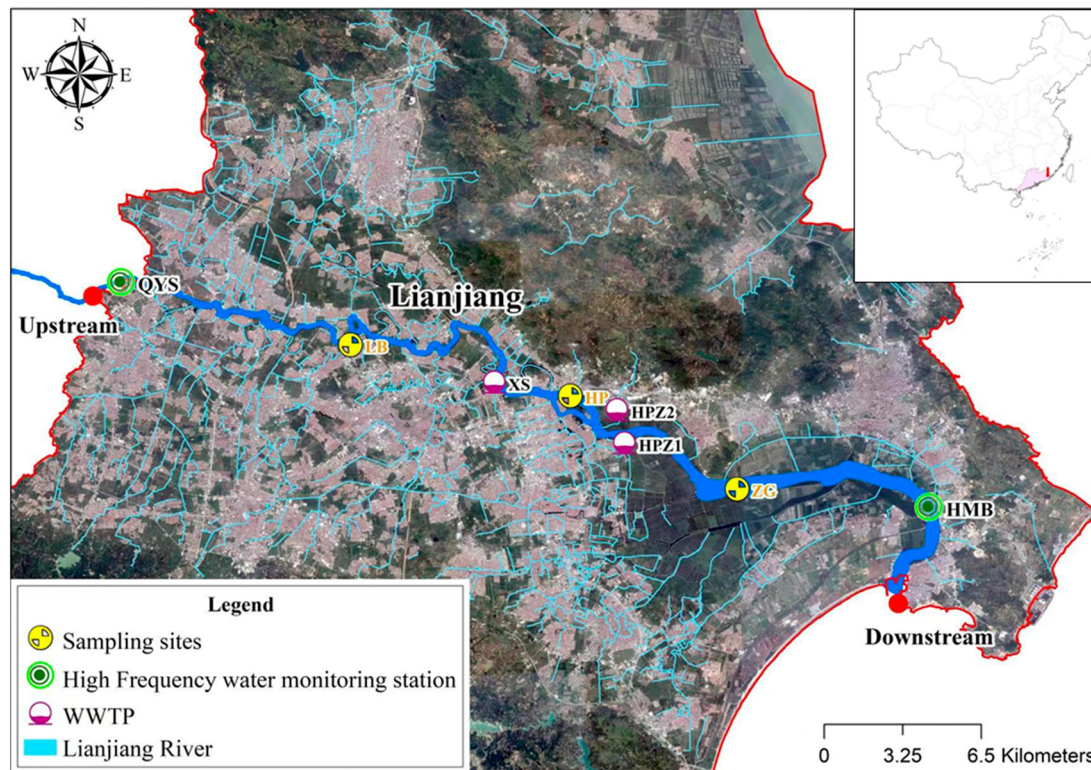 N
W E
S
QYS
Upstream
Lianjiang
LB
XS
HP
HPZ2
HPZ1
ZG
HMB
Downstream
Legend
Sampling sites
High Frequency water monitoring station
WWTP
Lianjiang River
0 3.25 6.5 Kilometers